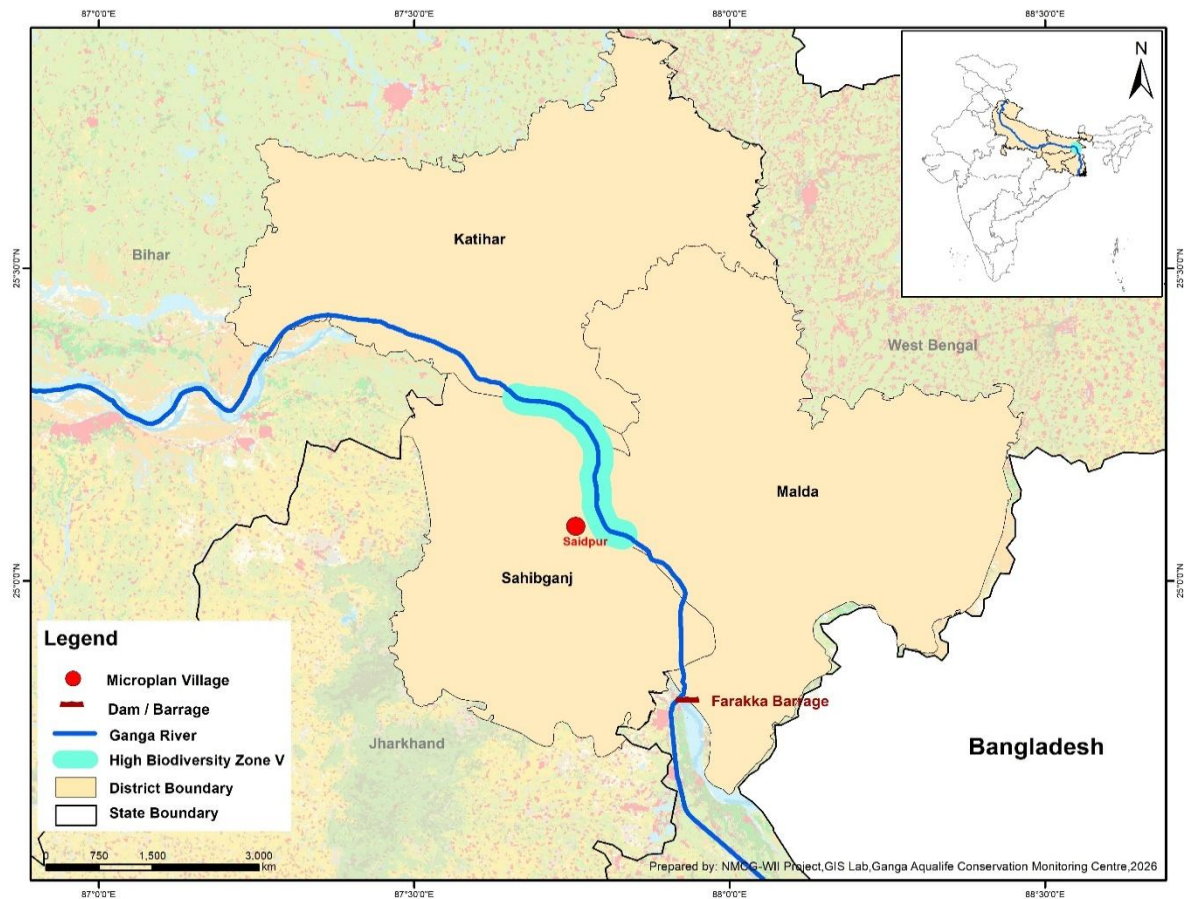 87°0'0"E
87°30'0"E
88°0'0"E
88°30'0"E
N
Katihar
Bihar
25°30'0"N
25°30'0"N
West Bengal
Malda
Saidpur
Sahibganj
25°0'0"N
25°0'0"N
Legend
Microplan Village
Dam / Barrage
Ganga River
High Biodiversity Zone V
District Boundary
State Boundary
0 750 1,500 3,000
km
Farakka Barrage
Jharkhand
Bangladesh
Prepared by: NMCG-WII Project,GIS Lab,Ganga Aqualife Conservation Monitoring Centre,2026
87°0'0"E
87°30'0"E
88°0'0"E
88°30'0"E